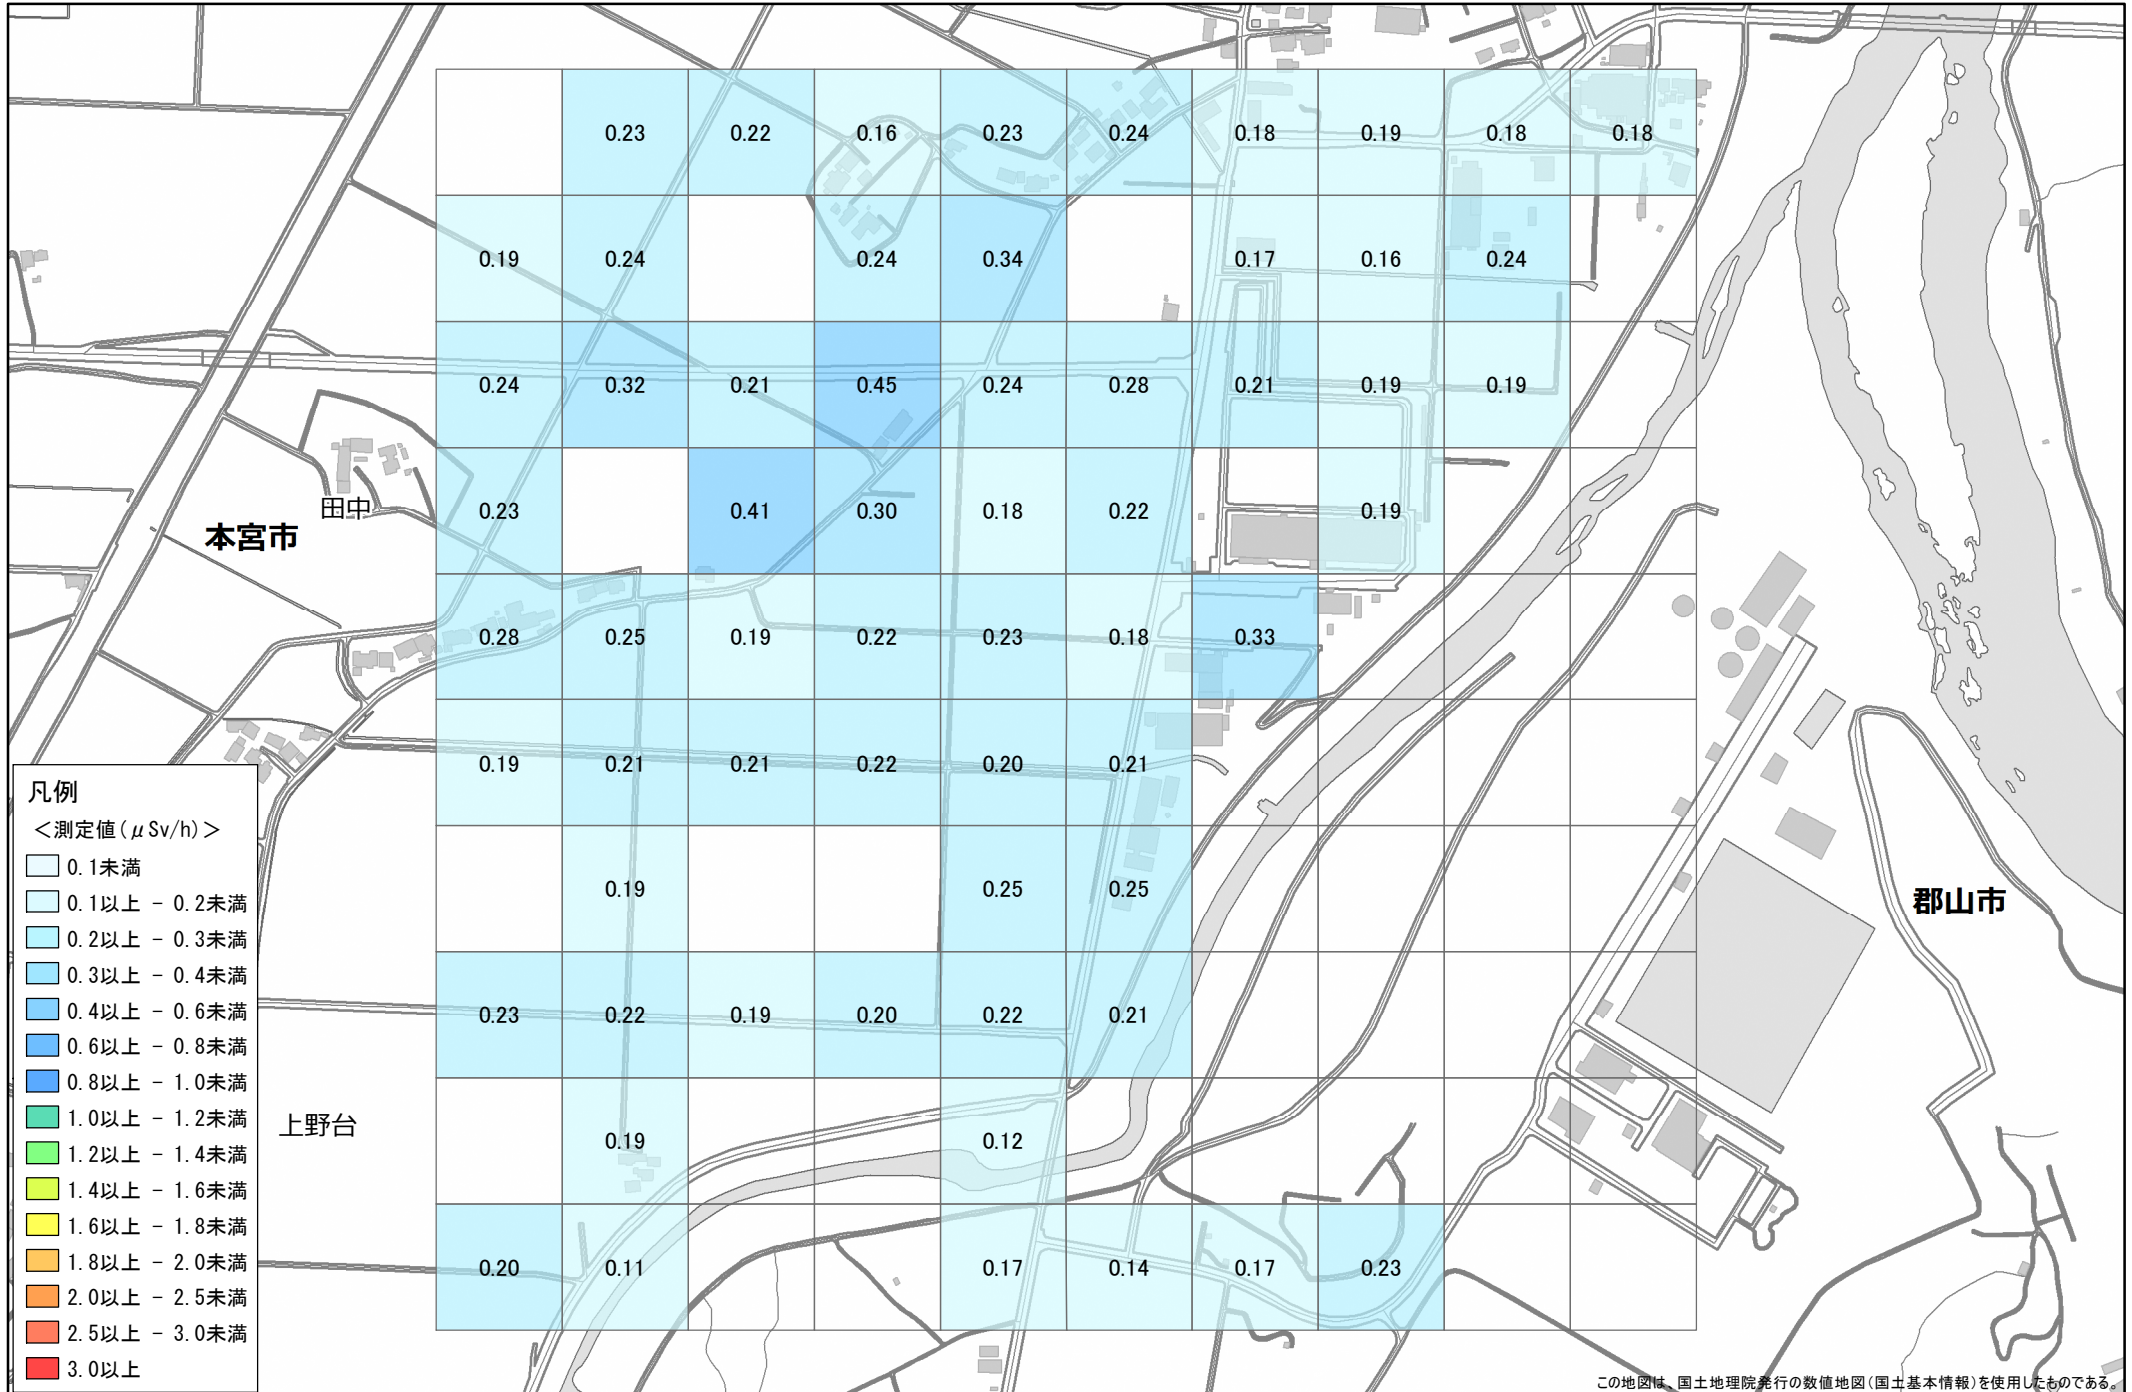 0.23 0.22 0.16 0.23 0.24 0.18 0.19 0.18 0.18
0.19 0.24 0.24 0.34 0.17 0.16 0.24
0.24 0.32 0.21 0.45 0.24 0.28 0.21 0.19 0.19
田中
本宮市
0.23 0.41 0.30 0.18 0.22 0.19
0.28 0.25 0.19 0.22 0.23 0.18 0.33
0.19 0.21 0.21 0.22 0.20 0.21
0.19 0.25 0.25
郡山市
0.23 0.22 0.19 0.20 0.22 0.21
上野台
0.19 0.12
0.20 0.11 0.17 0.14 0.17 0.23
凡例
<測定値(μSv/h)>
0.1未満
0.1以上 - 0.2未満
0.2以上 - 0.3未満
0.3以上 - 0.4未満
0.4以上 - 0.6未満
0.6以上 - 0.8未満
0.8以上 - 1.0未満
1.0以上 - 1.2未満
1.2以上 - 1.4未満
1.4以上 - 1.6未満
1.6以上 - 1.8未満
1.8以上 - 2.0未満
2.0以上 - 2.5未満
2.5以上 - 3.0未満
3.0以上
この地図は、国土地理院発行の数値地図(国土基本情報)を使用したものである。